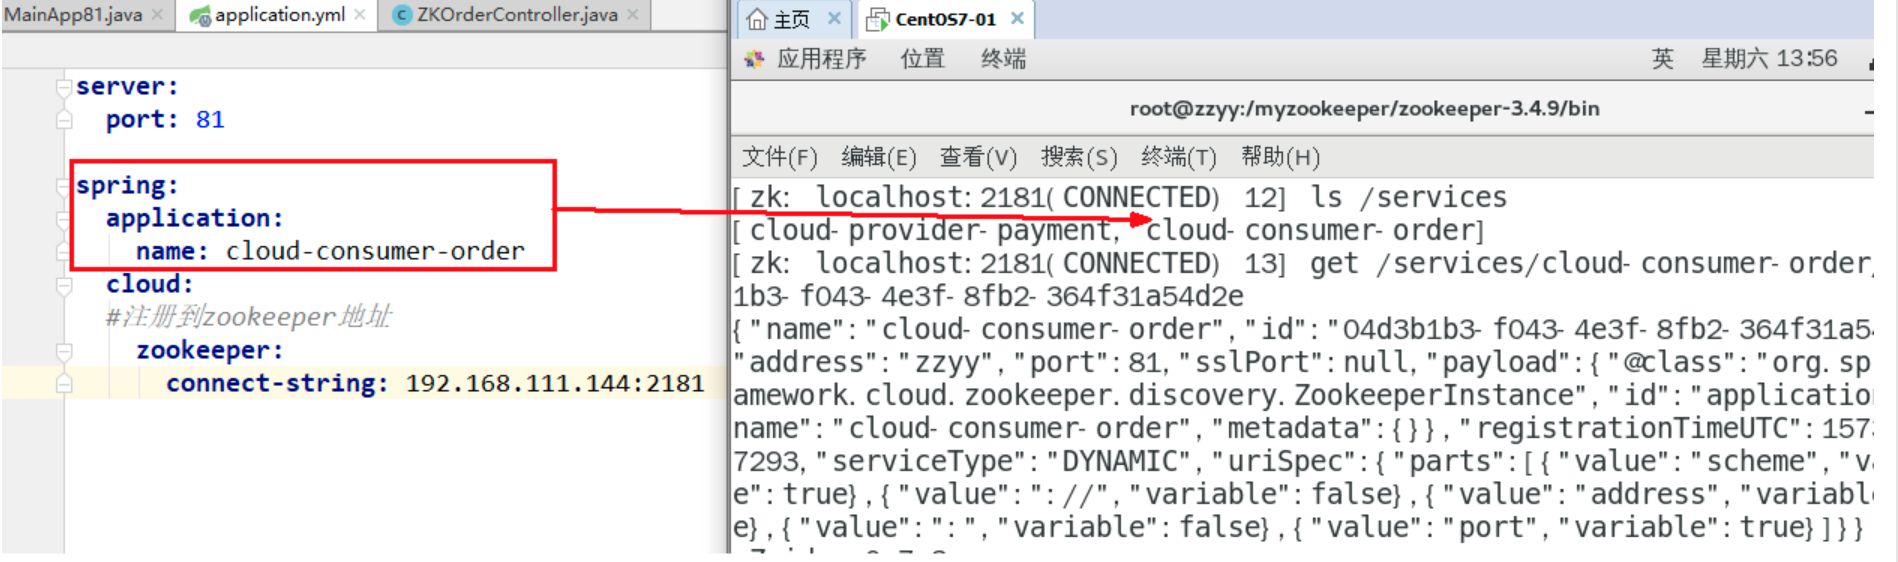 MainApp81.java
application.yml
ZKOrderController.java
server:
port: 81
spring:
application:
name: cloud-consumer-order
cloud:
#注册到zookeeper地址
zookeeper:
connect-string: 192.168.111.144:2181
主页
CentOS7-01
应用程序 位置 终端
英 星期六 13:56
root@zzyy:/myzookeeper/zookeeper-3.4.9/bin
文件(F) 编辑(E) 查看(V) 搜索(S) 终端(T) 帮助(H)
[zk: localhost:2181(CONNECTED) 12] ls /services
[cloud-provider-payment, cloud-consumer-order]
[zk: localhost:2181(CONNECTED) 13] get /services/cloud-consumer-order/
1b3-f043-4e3f-8fb2-364f31a54d2e
{"name":"cloud-consumer-order","id":"04d3b1b3-f043-4e3f-8fb2-364f31a5
"address":"zzyy","port":81,"sslPort":null,"payload":{"@class":"org.sp
amework.cloud.zookeeper.discovery.ZookeeperInstance","id":"applicatio
name":"cloud-consumer-order","metadata":{}},"registrationTimeUTC":157
7293,"serviceType":"DYNAMIC","uriSpec":{"parts":[{"value":"scheme","v
e":true},{"value":"://","variable":false},{"value":"address","variabl
e},{"value":":","variable":false},{"value":"port","variable":true}]}}